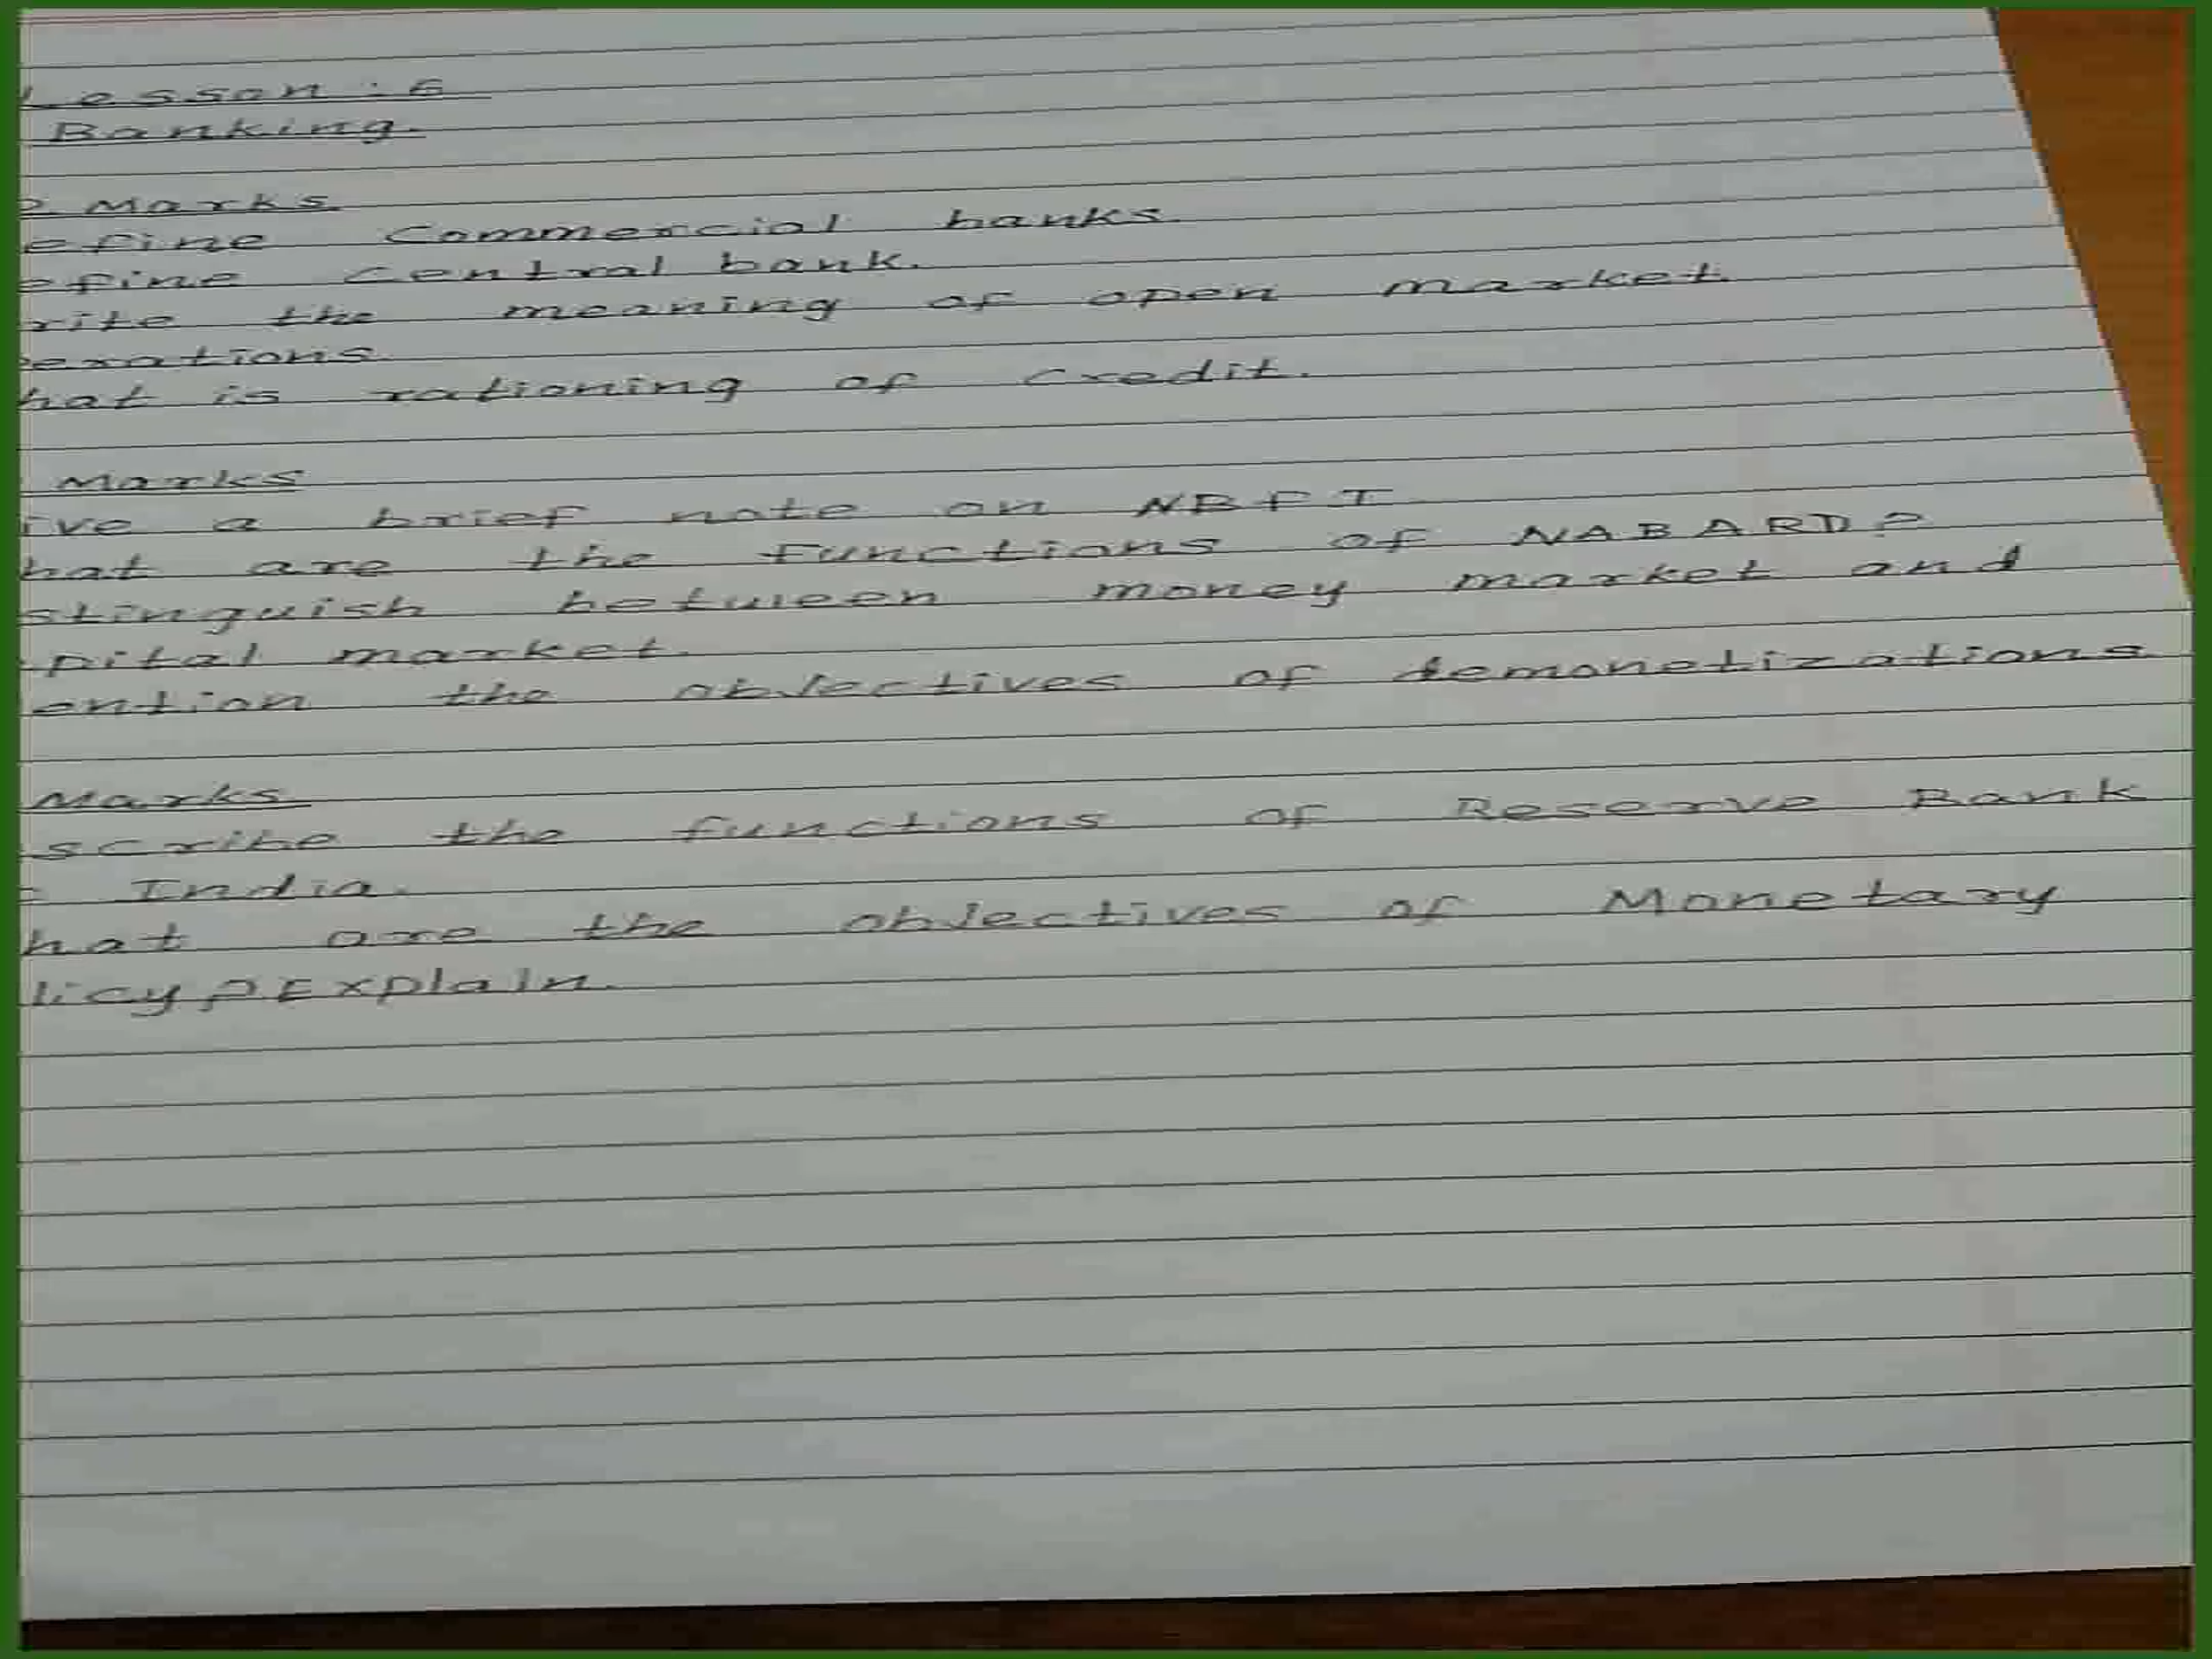 Lesson : 6
Banking.
2 Marks
efine Commercial banks.
efine Central bank.
rite the meaning of open market
erations
hat is rationing of Credit.
Marks
ive a brief note on NBFI
hat are the functions of NABARD?
stinguish between money market and
pital market.
ention the objectives of demonetizations
Marks
scribe the functions of Reserve Bank
India.
hat are the objectives of Monetary
licy? Explain.